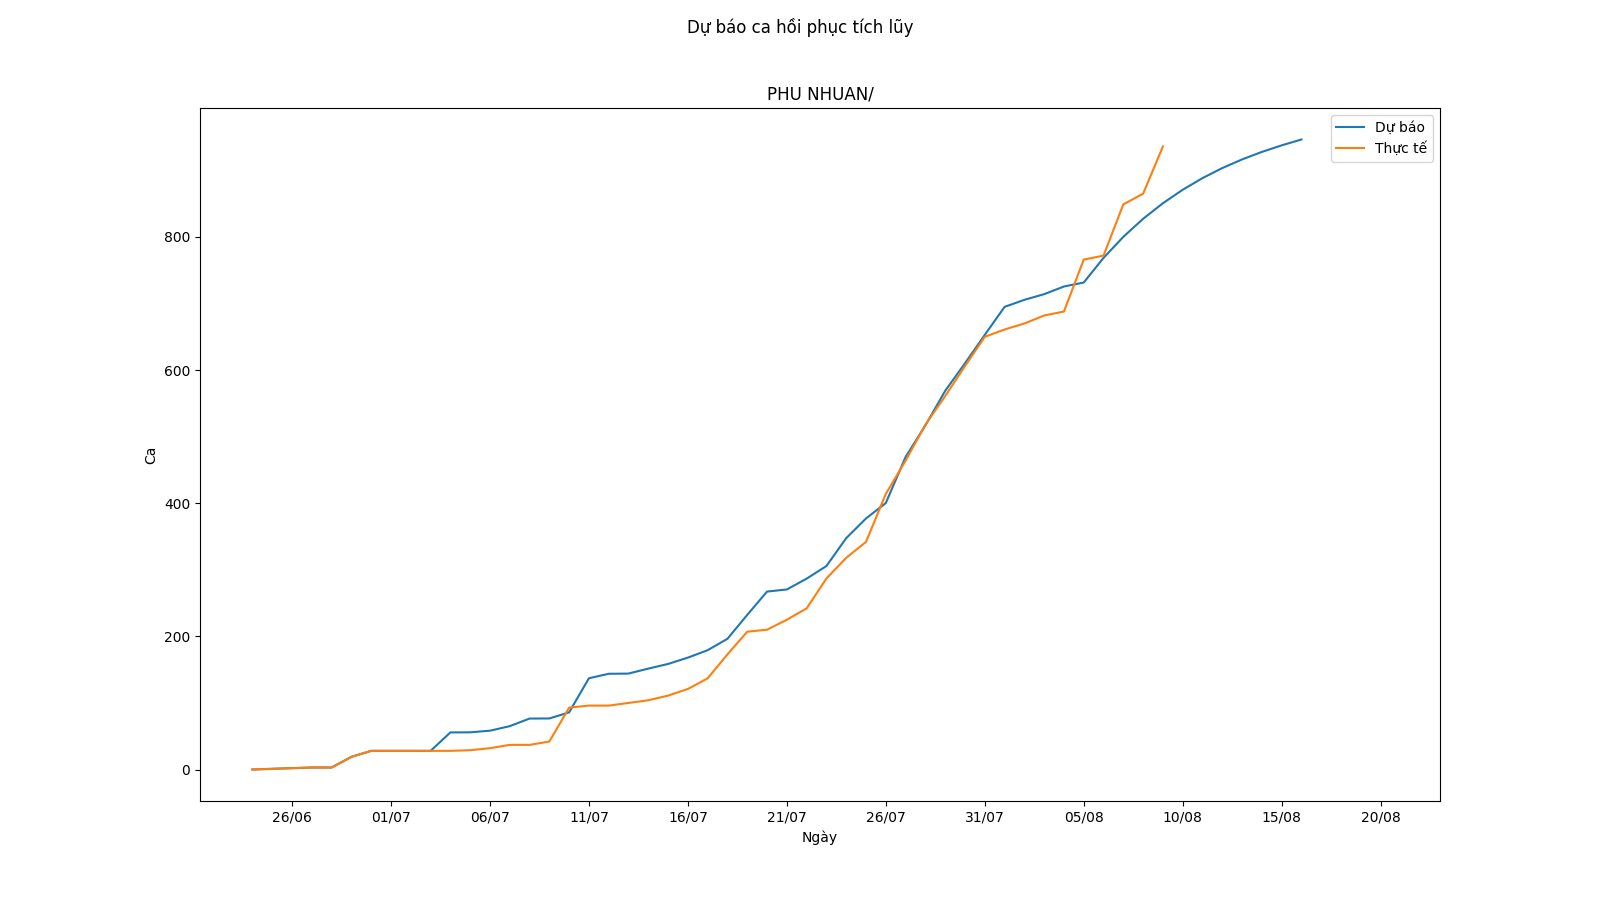 Dự báo ca hồi phục tích lũy
PHU NHUAN/
Dự báo
Thực tế
800
600
400
200
0
Ca
26/06 01/07 06/07 11/07 16/07 21/07 26/07 31/07 05/08 10/08 15/08 20/08
Ngày